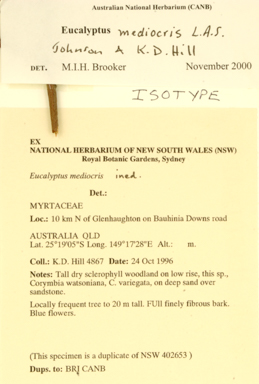 Australian National Herbarium (CANB)
Eucalyptus mediocris L.A.S.
Johnson & K.D. Hill
DET. M.I.H. Brooker November 2000
ISOTYPE
EX
NATIONAL HERBARIUM OF NEW SOUTH WALES (NSW)
Royal Botanic Gardens, Sydney
Eucalyptus mediocris ined.
Det.:
MYRTACEAE
Loc.: 10 km N of Glenhaughton on Bauhinia Downs road
AUSTRALIA QLD
Lat. 25°19'05"S Long. 149°17'28"E Alt.: m.
Coll.: K.D. Hill 4867 Date: 24 Oct 1996
Notes: Tall dry sclerophyll woodland on low rise, this sp.,
Corymbia watsoniana, C. variegata, on deep sand over
sandstone.
Locally frequent tree to 20 m tall. FUll finely fibrous bark.
Blue flowers.
(This specimen is a duplicate of NSW 402653 )
Dups. to: BRI CANB